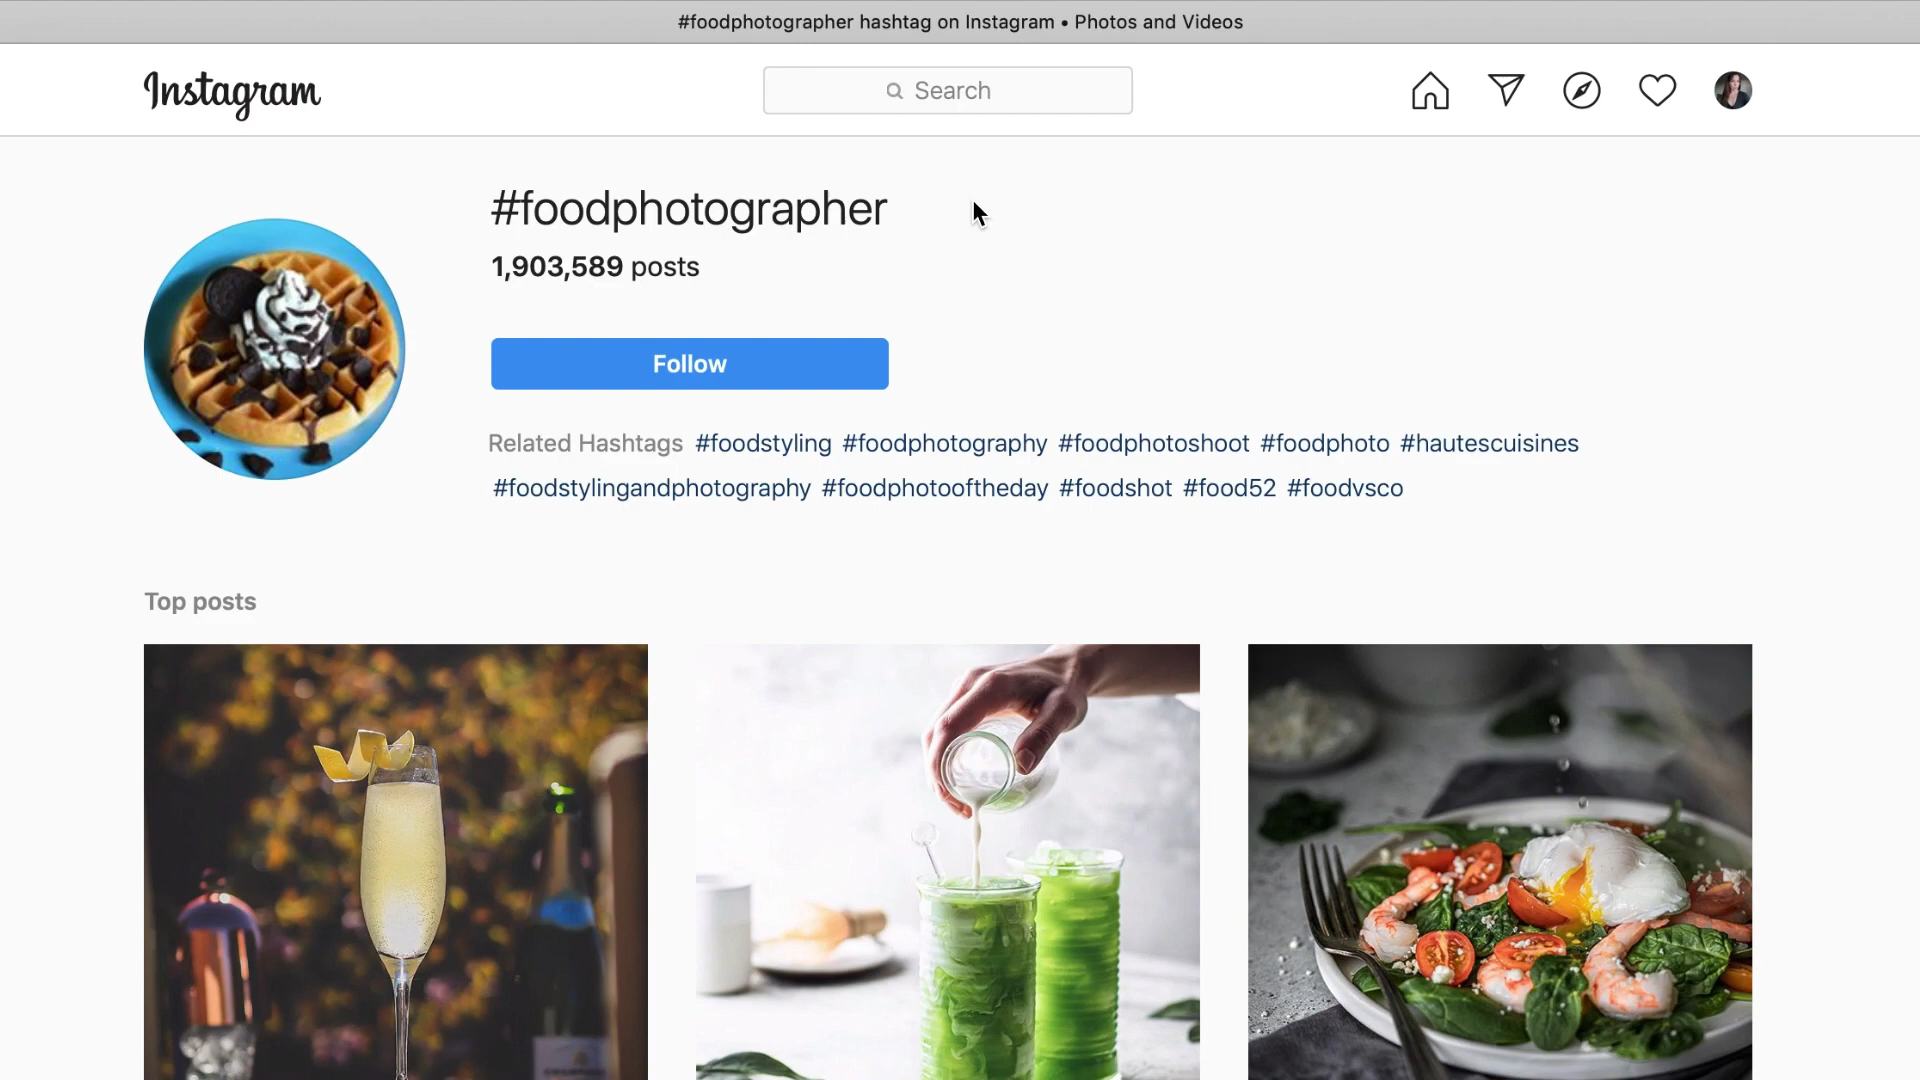 #foodphotographer hashtag on Instagram • Photos and Videos
Instagram
Search
#foodphotographer
1,903,589 posts
Follow
Related Hashtags #foodstyling #foodphotography #foodphotoshoot #foodphoto #hautescuisines
#foodstylingandphotography #foodphotooftheday #foodshot #food52 #foodvsco
Top posts